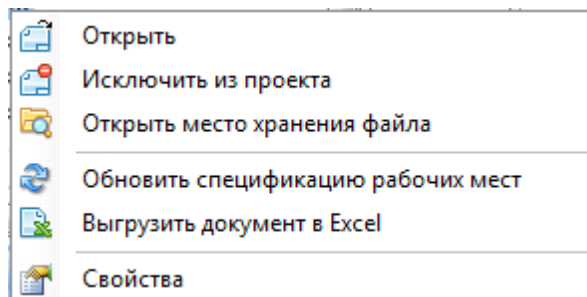 Открыть
Исключить из проекта
Открыть место хранения файла
Обновить спецификацию рабочих мест
Выгрузить документ в Excel
Свойства